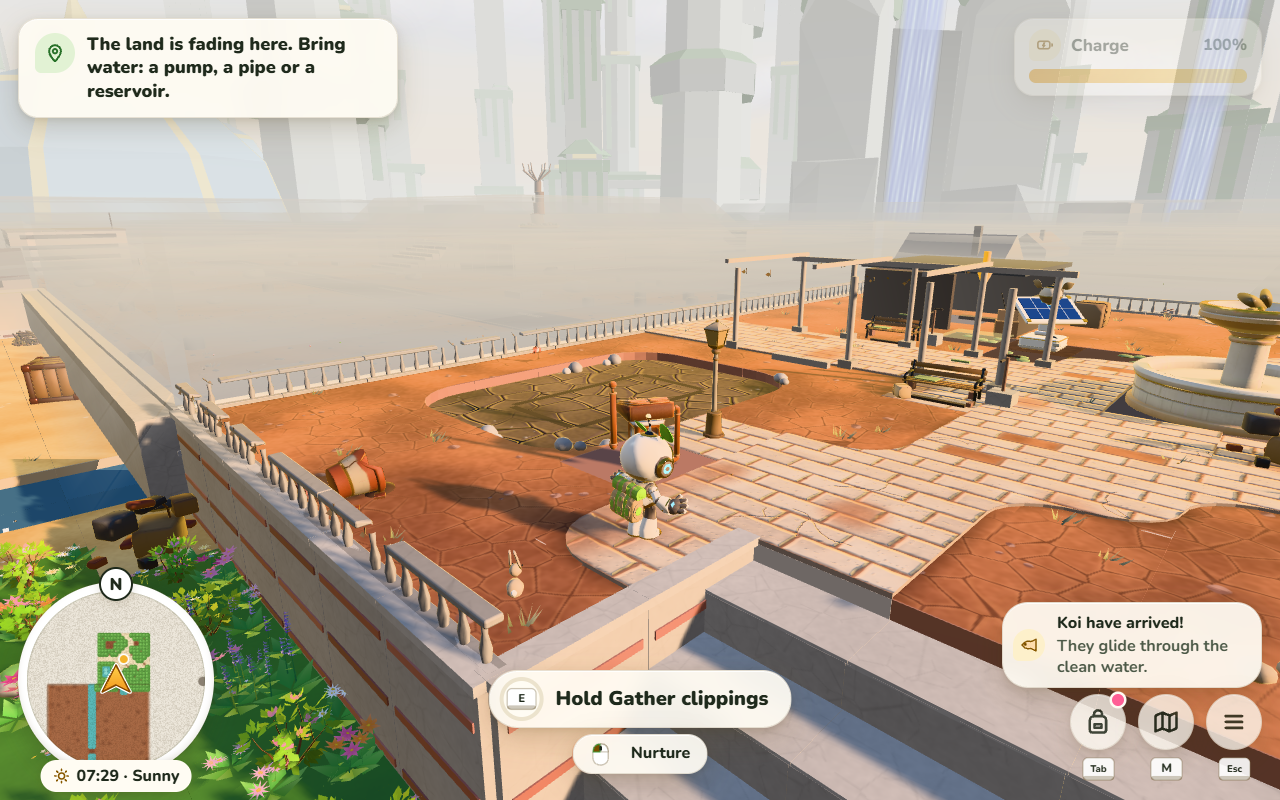 The land is fading here. Bring
water: a pump, a pipe or a
reservoir.
Charge 100%
N
07:29 · Sunny
E Hold Gather clippings
Nurture
Koi have arrived!
They glide through the
clean water.
Tab M Esc